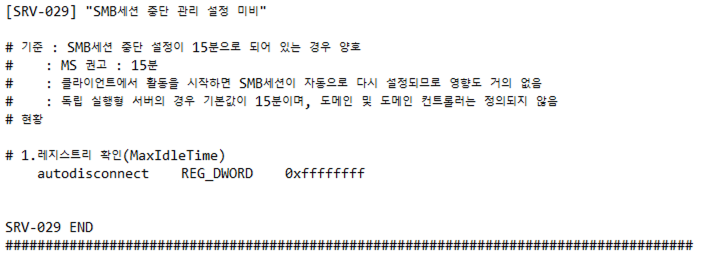 [SRV-029] "SMB세션 중단 관리 설정 미비"
# 기준 : SMB세션 중단 설정이 15분으로 되어 있는 경우 양호
#    : MS 권고 : 15분
#    : 클라이언트에서 활동을 시작하면 SMB세션이 자동으로 다시 설정되므로 영향도 거의 없음
#    : 독립 실행형 서버의 경우 기본값이 15분이며, 도메인 및 도메인 컨트롤러는 정의되지 않음
# 현황
# 1.레지스트리 확인(MaxIdleTime)
    autodisconnect    REG_DWORD    0xffffffff
SRV-029 END
######################################################################################